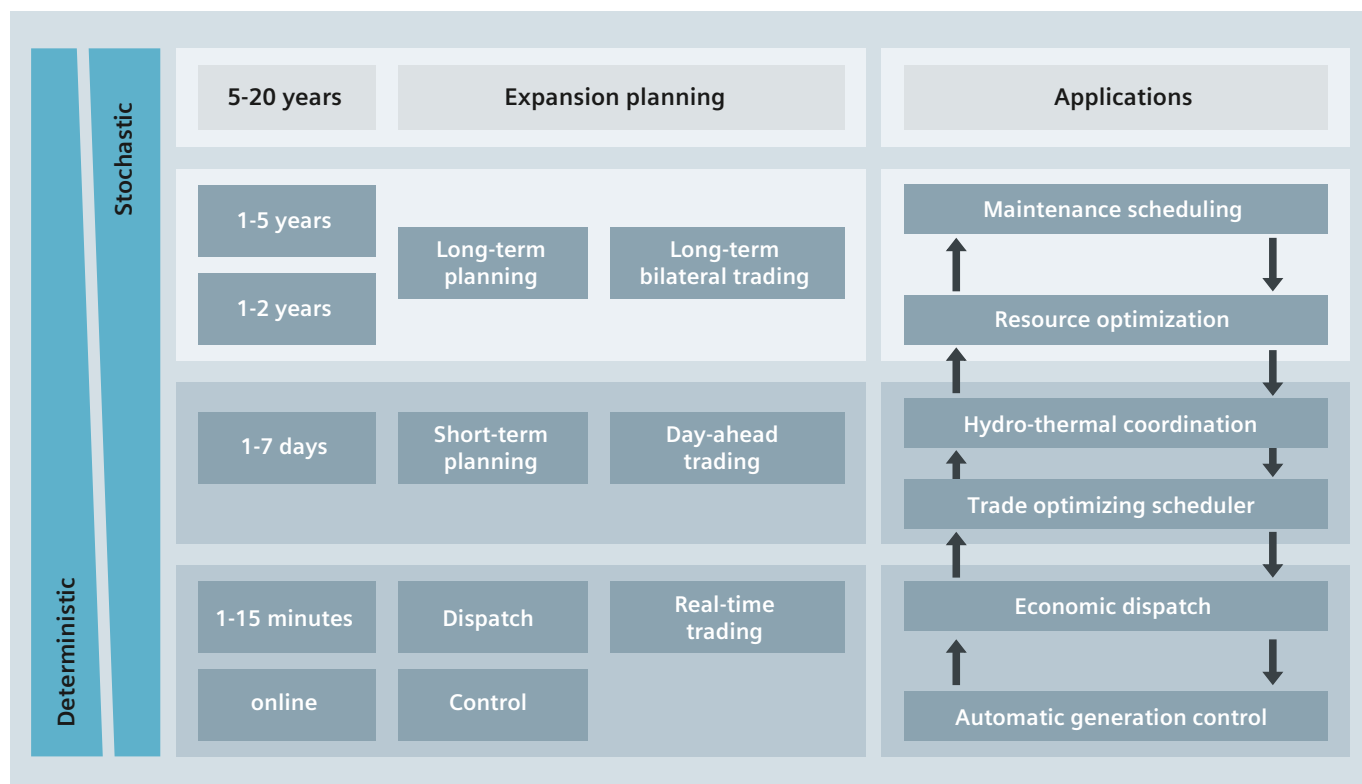 Stochastic
Deterministic
5-20 years
Expansion planning
Applications
1-5 years
1-2 years
Long-term
planning
Long-term
bilateral trading
Maintenance scheduling
Resource optimization
1-7 days
Short-term
planning
Day-ahead
trading
Hydro-thermal coordination
Trade optimizing scheduler
1-15 minutes
Dispatch
Real-time
trading
online
Control
Economic dispatch
Automatic generation control